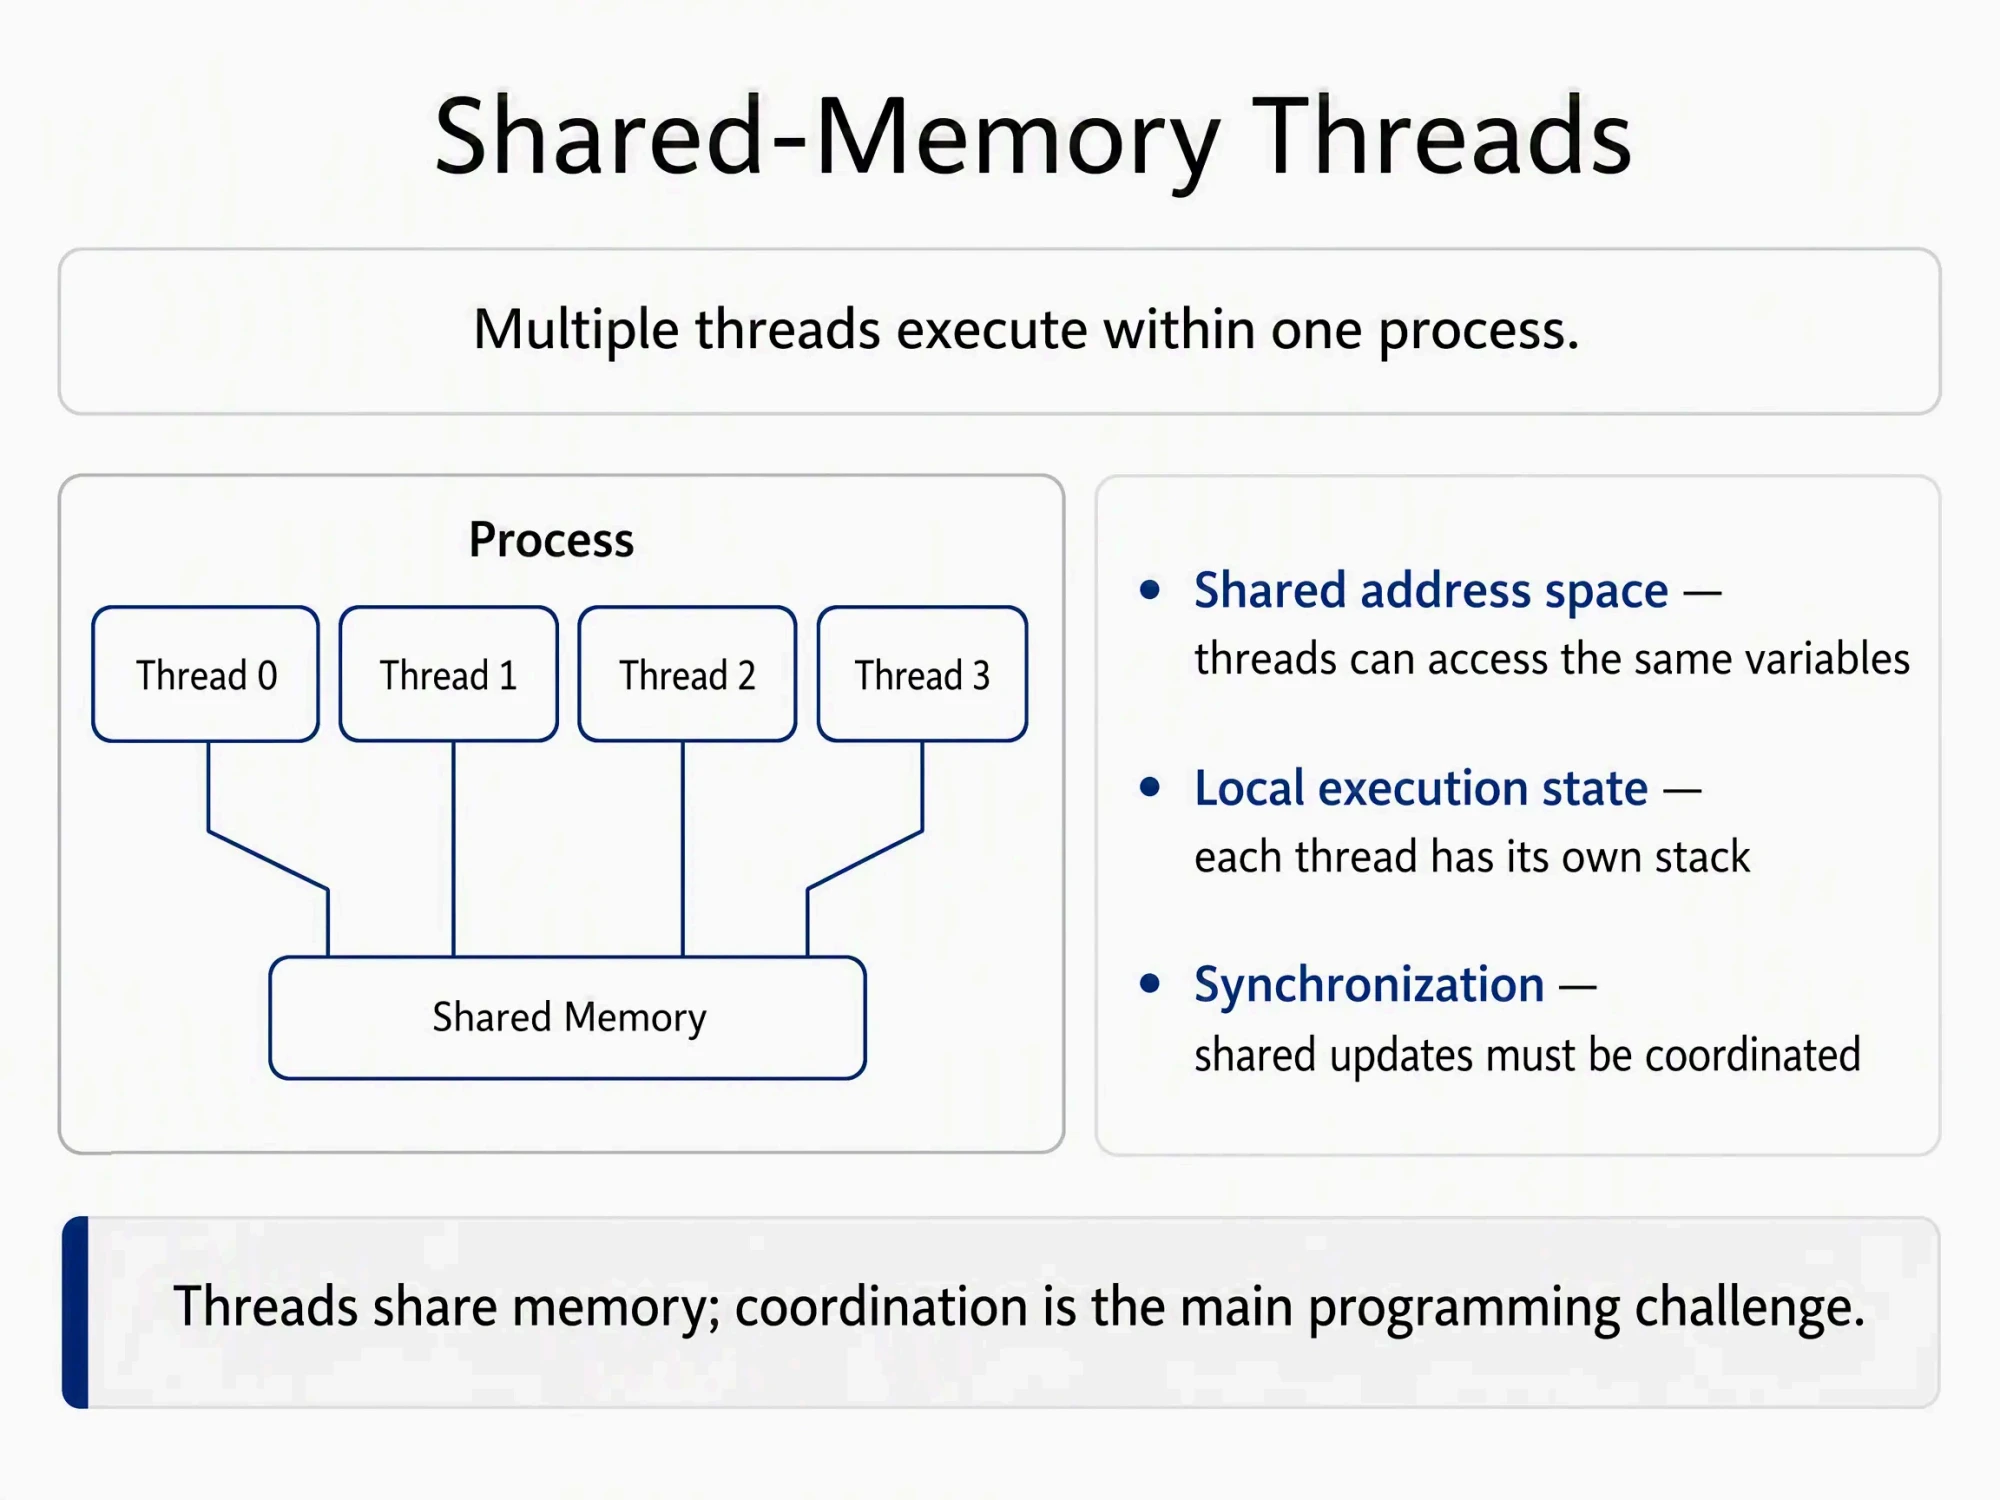 Shared-Memory Threads
Multiple threads execute within one process.
Process
Thread 0
Thread 1
Thread 2
Thread 3
Shared Memory
• Shared address space —
threads can access the same variables
• Local execution state —
each thread has its own stack
• Synchronization —
shared updates must be coordinated
Threads share memory; coordination is the main programming challenge.